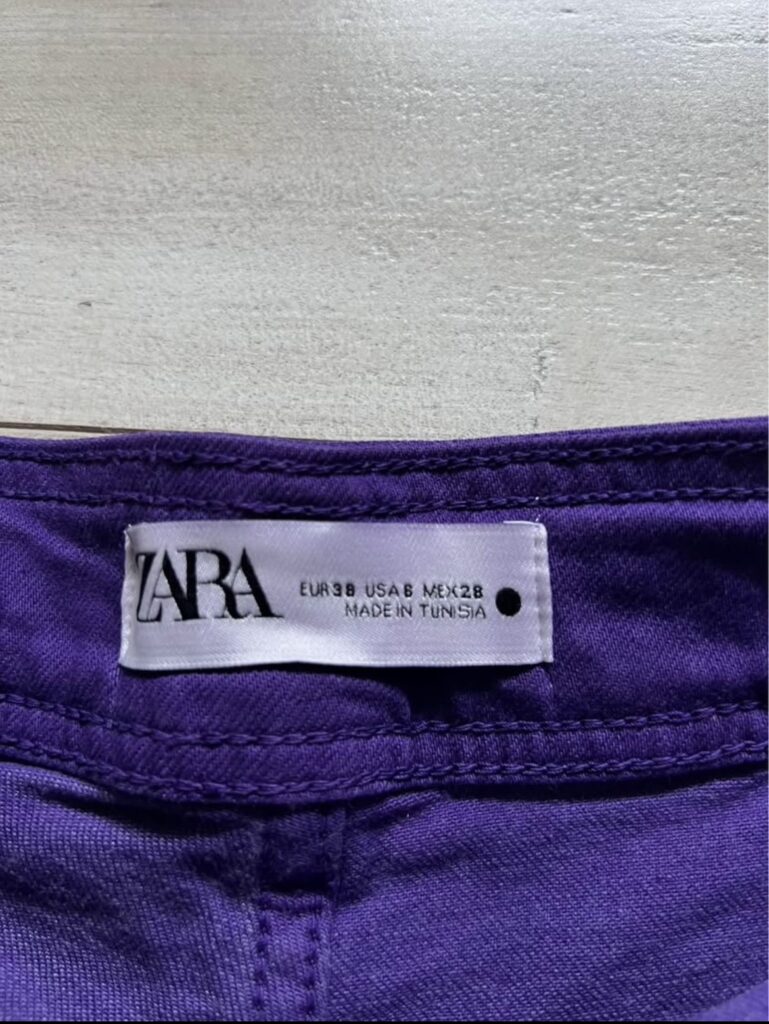 ZARA
EUR 38 USA 6 MEX 28
MADE IN TUNISIA